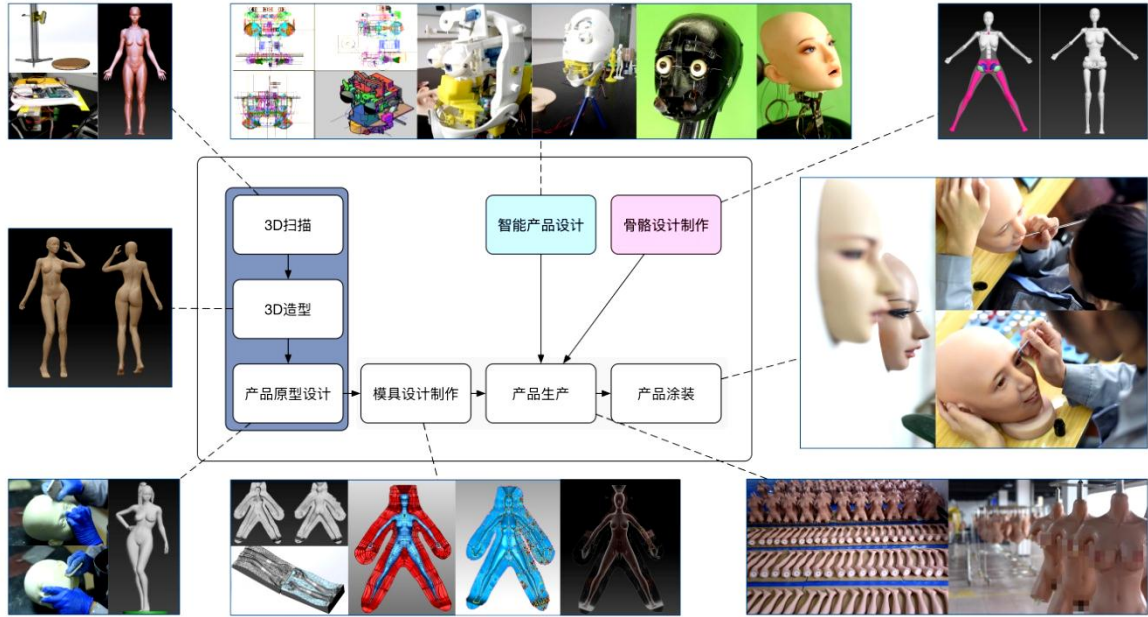 3D扫描
智能产品设计
骨骼设计制作
3D造型
产品原型设计
模具设计制作
产品生产
产品涂装